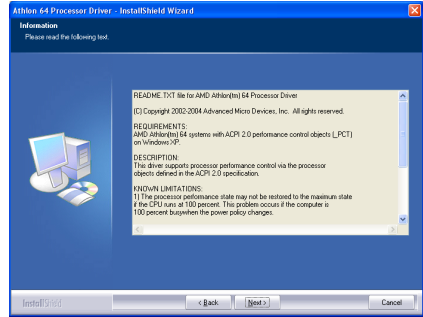 Athlon 64 Processor Driver - InstallShield Wizard
Information
Please read the following text.
README.TXT file for AMD Athlon(tm) 64 Processor Driver
(C) Copyright 2002-2004 Advanced Micro Devices, Inc. All rights reserved.
REQUIREMENTS:
AMD Athlon(tm) 64 systems with ACPI 2.0 performance control objects (_PCT)
on Windows XP.
DESCRIPTION:
This driver supports processor performance control via the processor
objects defined in the ACPI 2.0 specification.
KNOWN LIMITATIONS:
1) The processor performance state may not be restored to the maximum state
if the CPU runs at 100 percent. This problem occurs if the computer is
100 percent busywhen the power policy changes.
InstallShield
< Back
Next >
Cancel